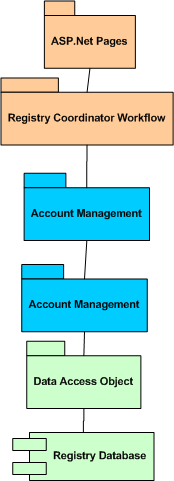 ASP.Net Pages
Registry Coordinator Workflow
Account Management
Account Management
Data Access Object
Registry Database